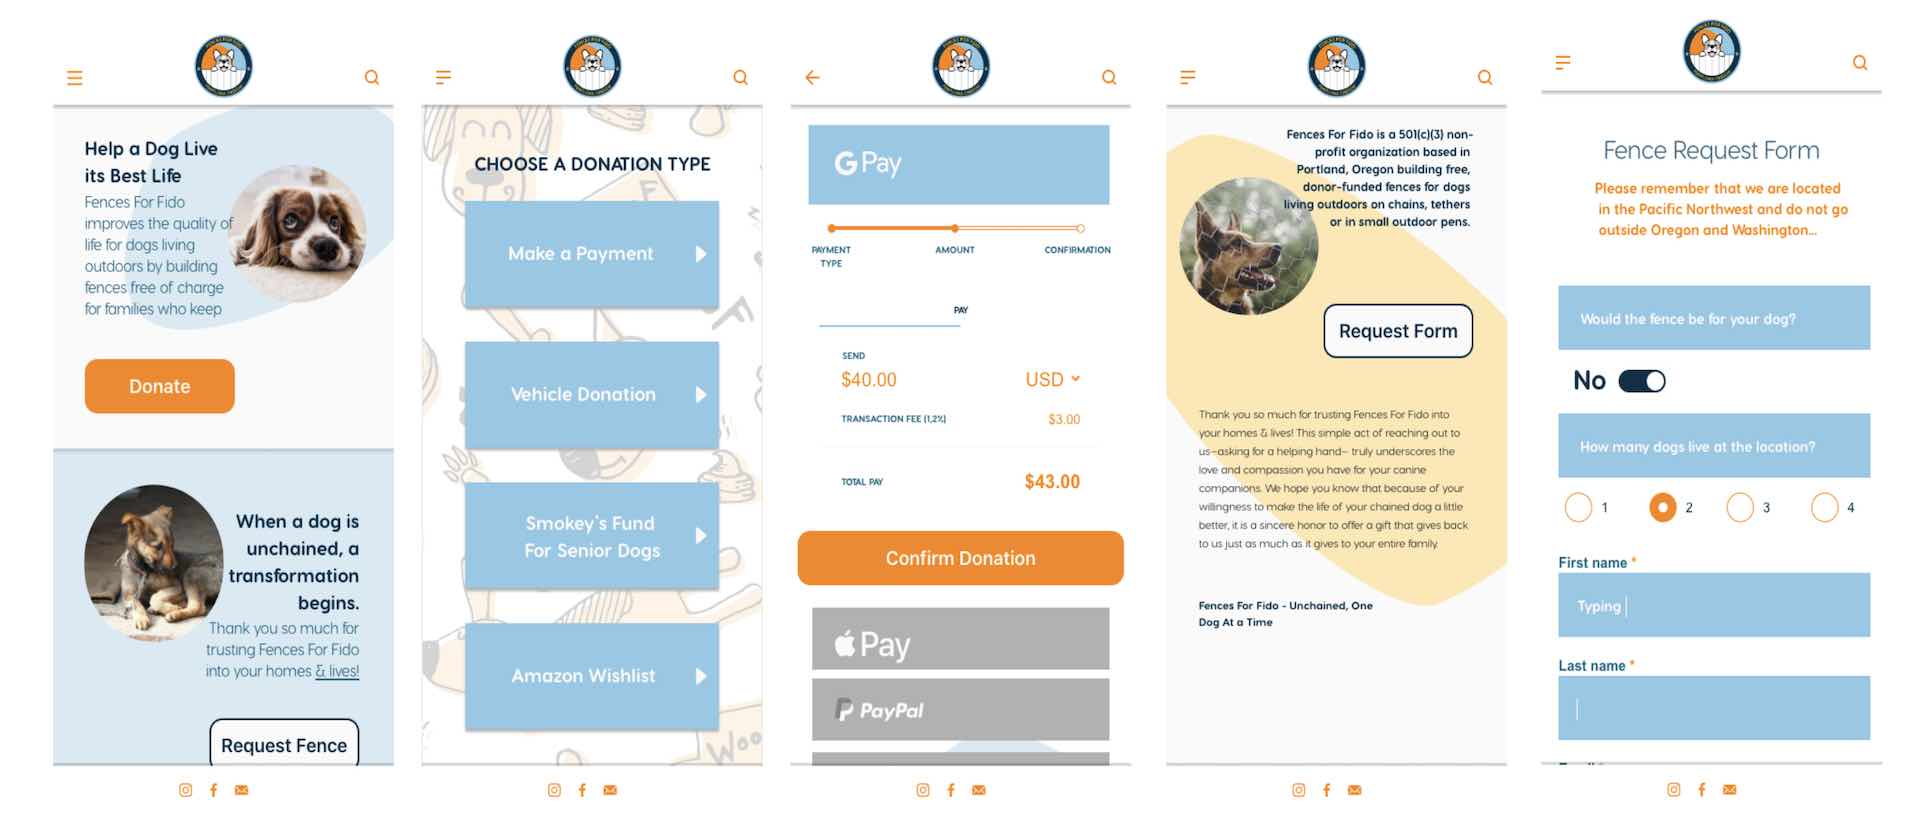 Help a Dog Live
its Best Life
Fences For Fido
improves the quality of
life for dogs living
outdoors by building
fences free of charge
for families who keep
Donate
When a dog is
unchained, a
transformation
begins.
Thank you so much for
trusting Fences For Fido
into your homes & lives!
Request Fence
CHOOSE A DONATION TYPE
Make a Payment
Vehicle Donation
Smokey's Fund
For Senior Dogs
Amazon Wishlist
Woo
G Pay
PAYMENT
TYPE
AMOUNT
CONFIRMATION
PAY
SEND
$40.00
USD
TRANSACTION FEE (1,2%)
$3.00
TOTAL PAY
$43.00
Confirm Donation
Pay
PayPal
Fences For Fido is a 501(c)(3) non-
profit organization based in
Portland, Oregon building free,
donor-funded fences for dogs
living outdoors on chains, tethers
or in small outdoor pens.
Request Form
Thank you so much for trusting Fences For Fido into
your homes & lives! This simple act of reaching out to
us–asking for a helping hand– truly underscores the
love and compassion you have for your canine
companions. We hope you know that because of your
willingness to make the life of your chained dog a little
better, it is a sincere honor to offer a gift that gives back
to us just as much as it gives to your entire family.
Fences For Fido - Unchained, One
Dog At a Time
Fence Request Form
Please remember that we are located
in the Pacific Northwest and do not go
outside Oregon and Washington...
Would the fence be for your dog?
No
How many dogs live at the location?
1
2
3
4
First name *
Typing
Last name *